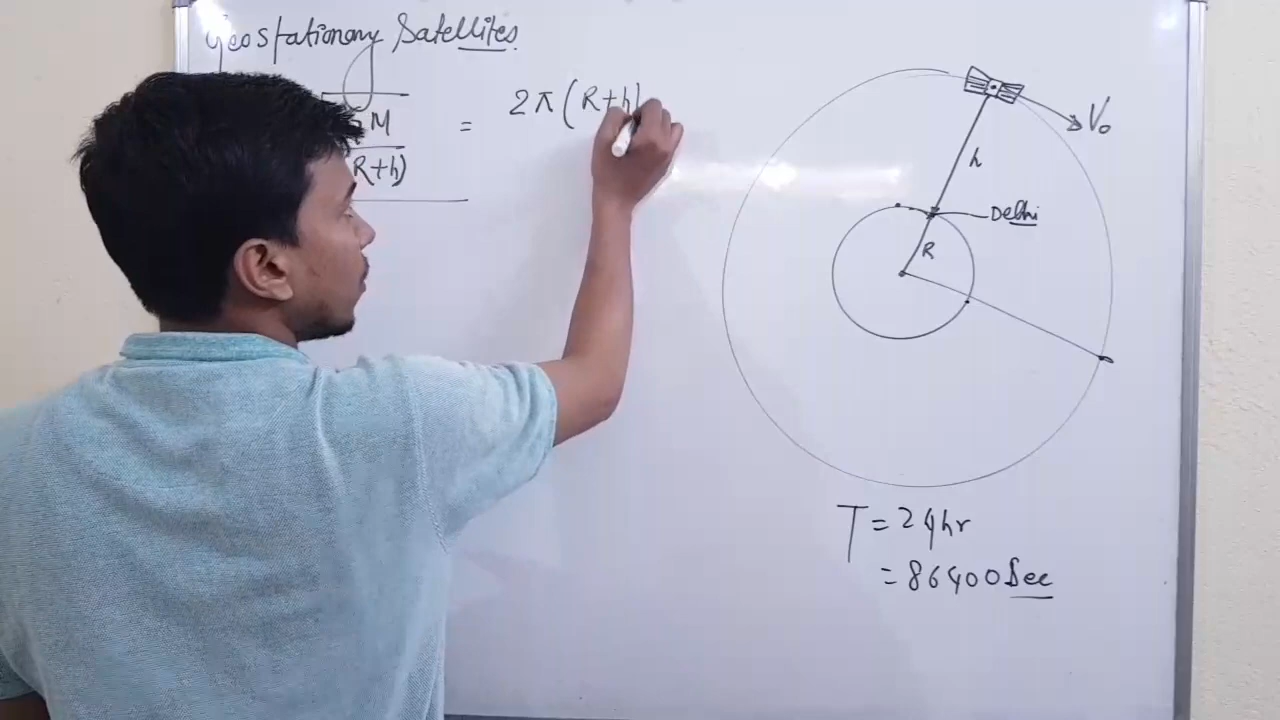 Geostationary Satellites.
M = 2π(R+h)
R+h)
V₀
h
Delhi
R
T = 24hr
= 86400 Sec